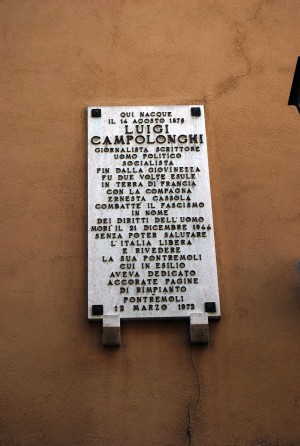 QUI NACQUE
IL 14 AGOSTO 1876
LUIGI
CAMPOLONGHI
GIORNALISTA SCRITTORE
UOMO POLITICO
SOCIALISTA
FIN DALLA GIOVINEZZA
FU DUE VOLTE ESULE
IN TERRA DI FRANCIA
CON LA COMPAGNA
ERNESTA CASSOLA
COMBATTE IL FASCISMO
IN NOME
DEI DIRITTI DELL'UOMO
MORI' IL 21 DICEMBRE 1944
SENZA POTER SALUTARE
L'ITALIA LIBERA
E RIVEDERE
LA SUA PONTREMOLI
CUI IN ESILIO
AVEVA DEDICATO
ACCORATE PAGINE
DI RIMPIANTO
PONTREMOLI
12 MARZO 1972